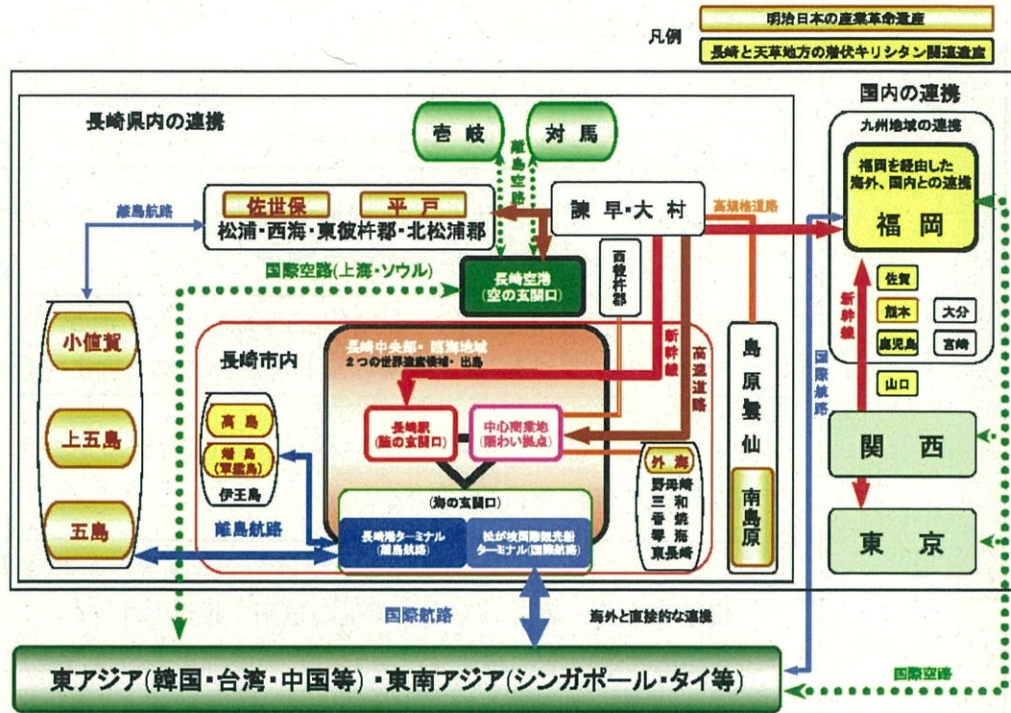 凡例
明治日本の産業革命遺産
長崎と天草地方の潜伏キリシタン関連遺産
長崎県内の連携
国内の連携
九州地域の連携
壱岐
対馬
離島空路
福岡を経由した
海外、国内との連携
福岡
離島航路
佐世保
平戸
松浦・西海・東彼杵郡・北松浦郡
諫早・大村
高規格道路
国際空路(上海・ソウル)
長崎空港
(空の玄関口)
西彼杵郡
新幹線
佐賀
熊本
大分
鹿児島
宮崎
山口
国際航路
小値賀
上五島
五島
長崎市内
長崎中央部・臨海地域
2つの世界遺産候補・出島
新幹線
高速道路
島原・雲仙
南島原
高島
端島
(軍艦島)
伊王島
長崎駅
(陸の玄関口)
中心商業地
(賑わい拠点)
外海
野母崎
三和
香焼
琴海
東長崎
関西
東京
離島航路
(海の玄関口)
長崎港ターミナル
(離島航路)
松が枝国際観光船
ターミナル(国際航路)
国際航路
海外と直接的な連携
国際空路
東アジア(韓国・台湾・中国等)・東南アジア(シンガポール・タイ等)